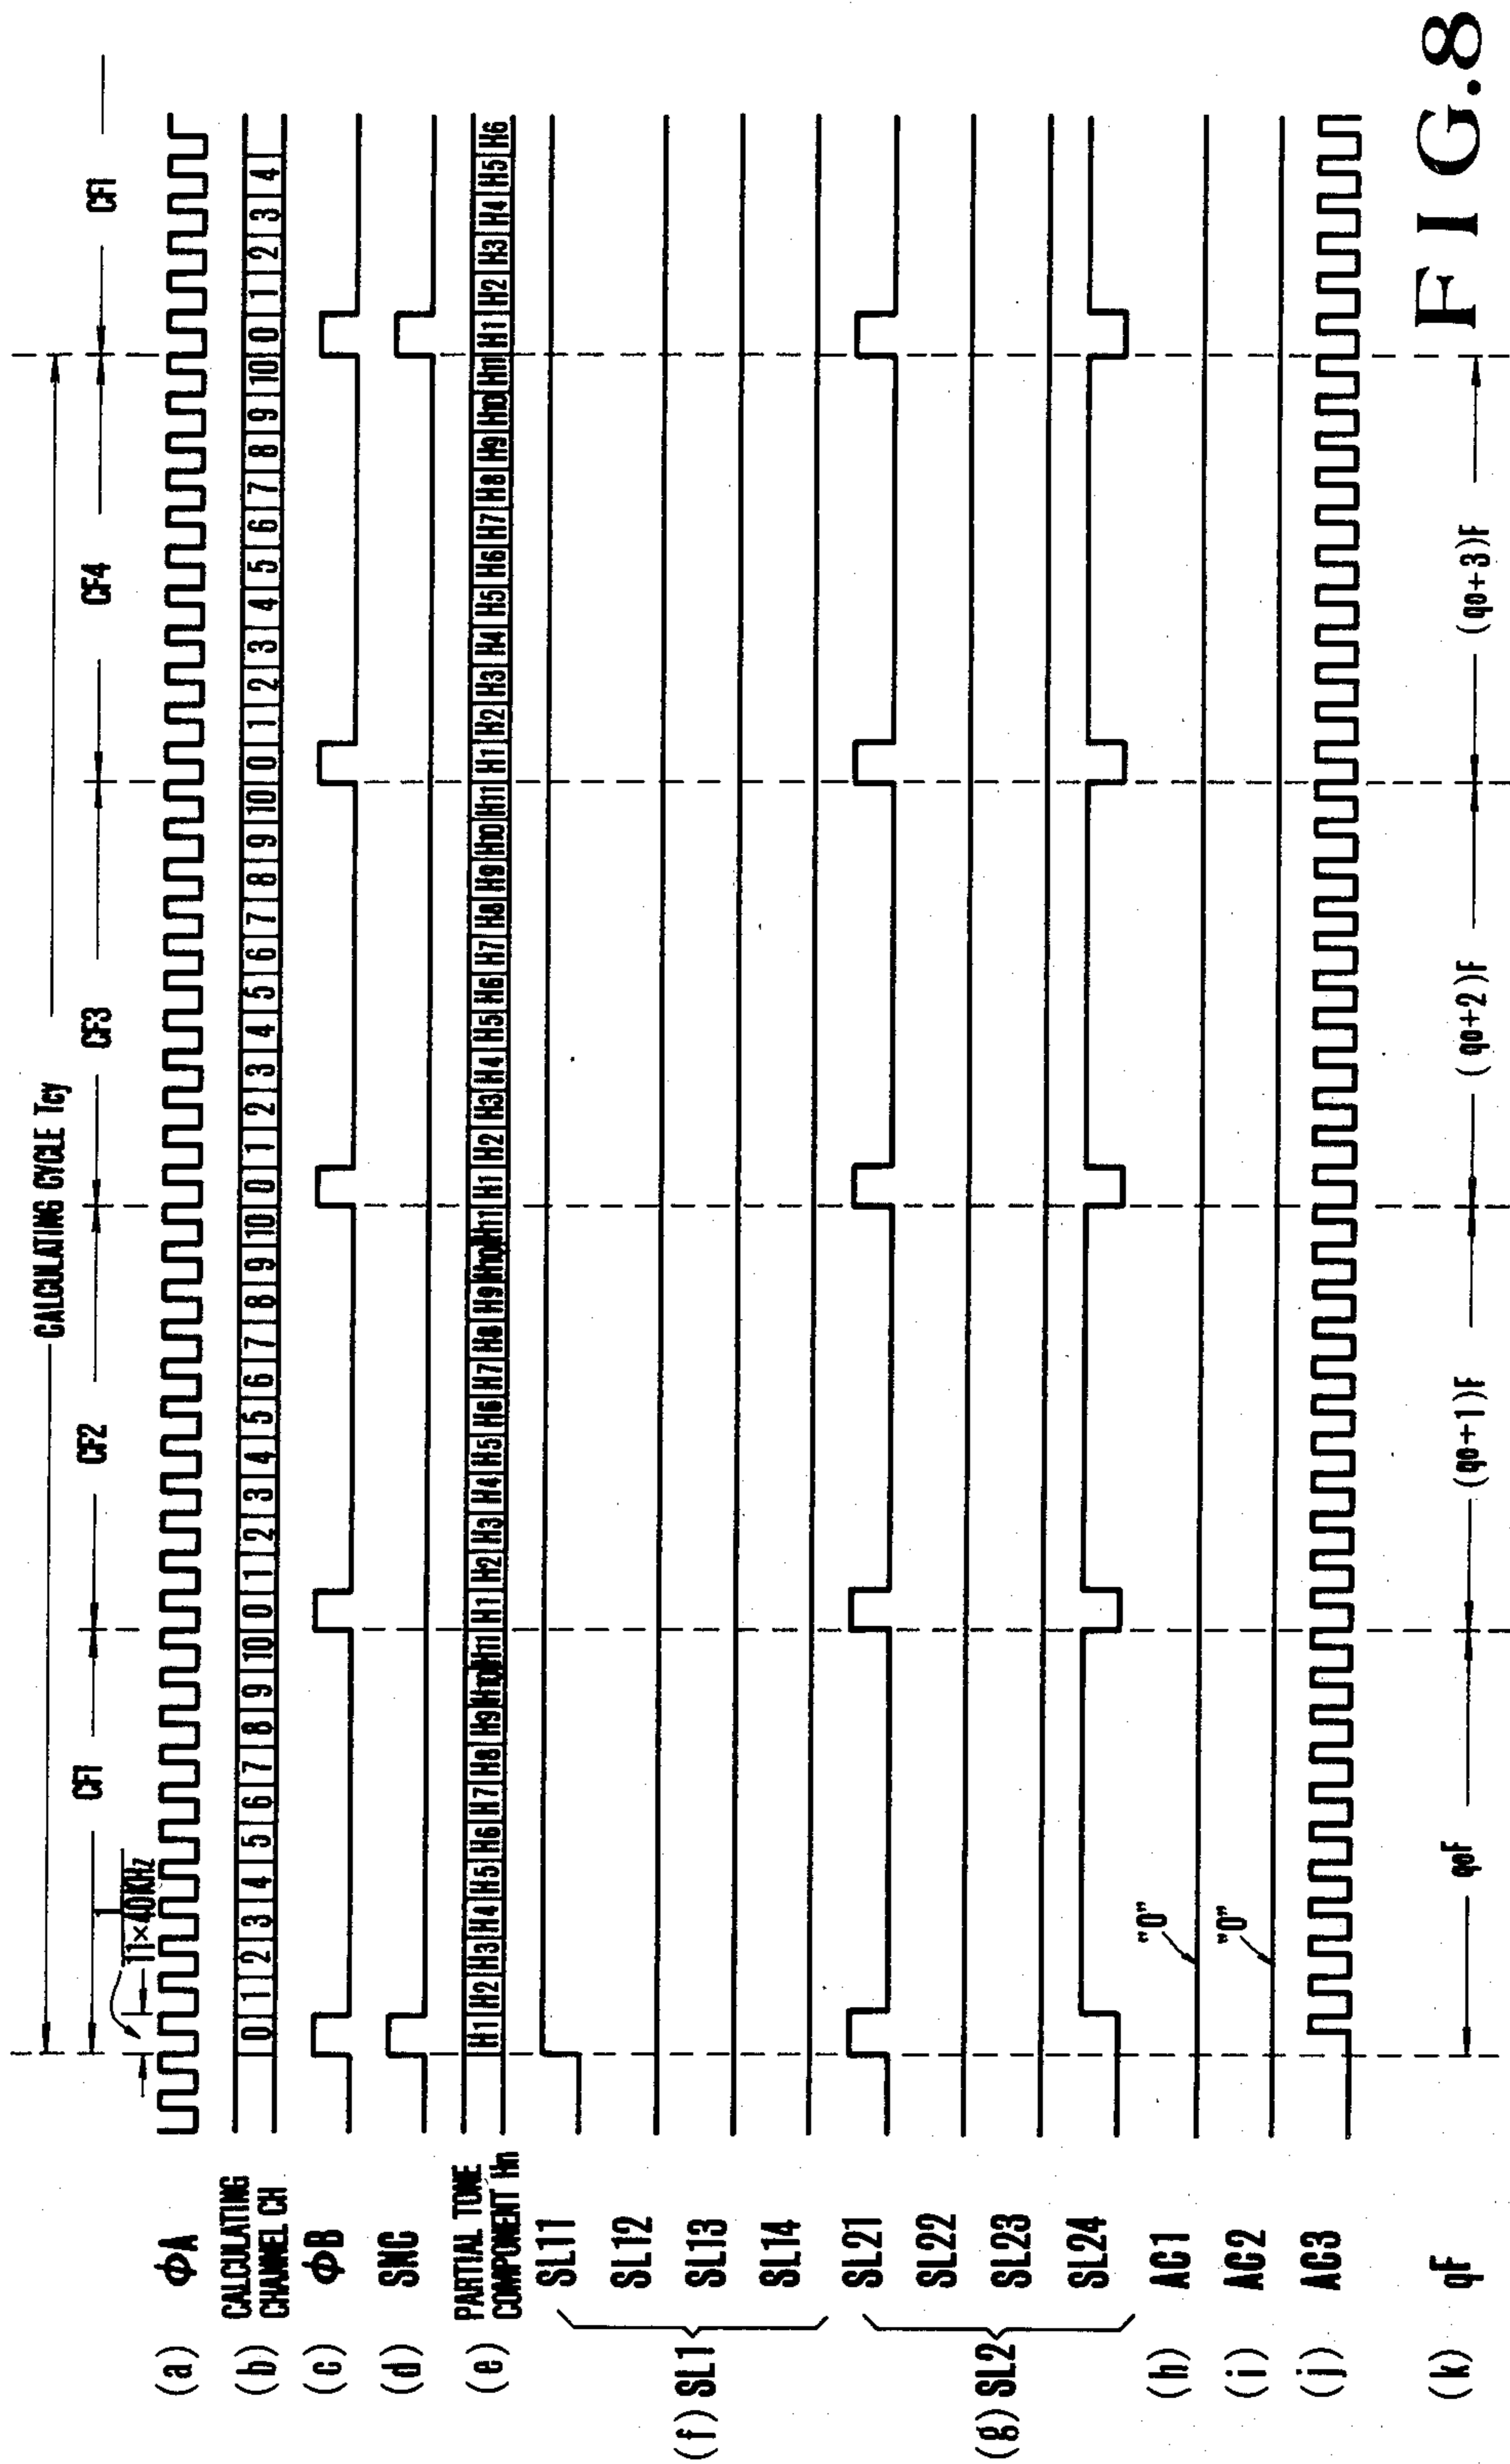 CALCULATING CYCLE Tcy
CF1 CF2 CF3 CF4 CF1
1
11×40KHz
(a) ϕA
(b) CALCULATING CHANNEL CH
0 1 2 3 4 5 6 7 8 9 10 0 1 2 3 4 5 6 7 8 9 10 0 1 2 3 4 5 6 7 8 9 10 0 1 2 3 4 5 6 7 8 9 10 0 1 2 3 4
(c) ϕB
(d) SNC
(e) PARTIAL TONE COMPONENT Hn
H1 H2 H3 H4 H5 H6 H7 H8 H9 H10 H11 H1 H2 H3 H4 H5 H6 H7 H8 H9 H10 H11 H1 H2 H3 H4 H5 H6 H7 H8 H9 H10 H11 H1 H2 H3 H4 H5 H6 H7 H8 H9 H10 H11 H1 H2 H3 H4 H5 H6
(f) SL1
SL11
SL12
SL13
SL14
(g) SL2
SL21
SL22
SL23
SL24
(h) AC1 "0"
(i) AC2 "0"
(j) AC3
(k) qF qoF (qo+1)F (qo+2)F (qo+3)F
FIG.8